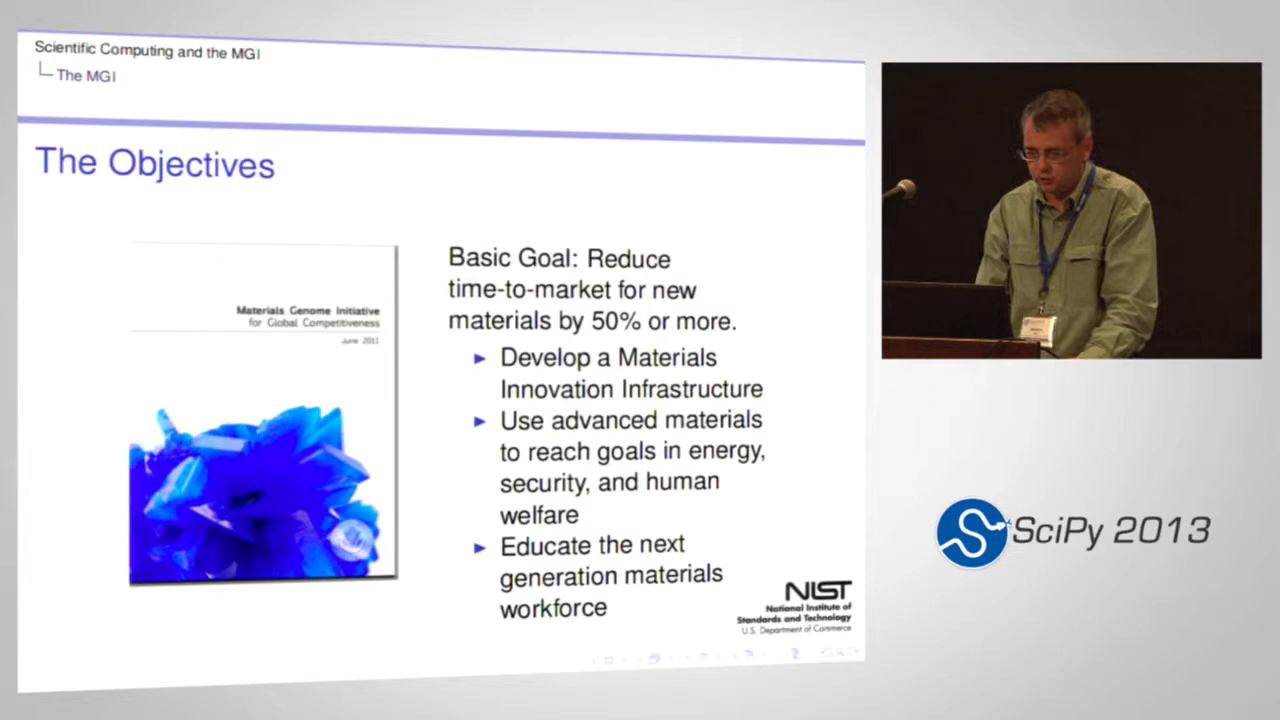 Scientific Computing and the MGI
The MGI
The Objectives
Materials Genome Initiative
for Global Competitiveness
June 2011
Basic Goal: Reduce
time-to-market for new
materials by 50% or more.
Develop a Materials
Innovation Infrastructure
Use advanced materials
to reach goals in energy,
security, and human
welfare
Educate the next
generation materials
workforce
NIST
National Institute of
Standards and Technology
U.S. Department of Commerce
SciPy 2013